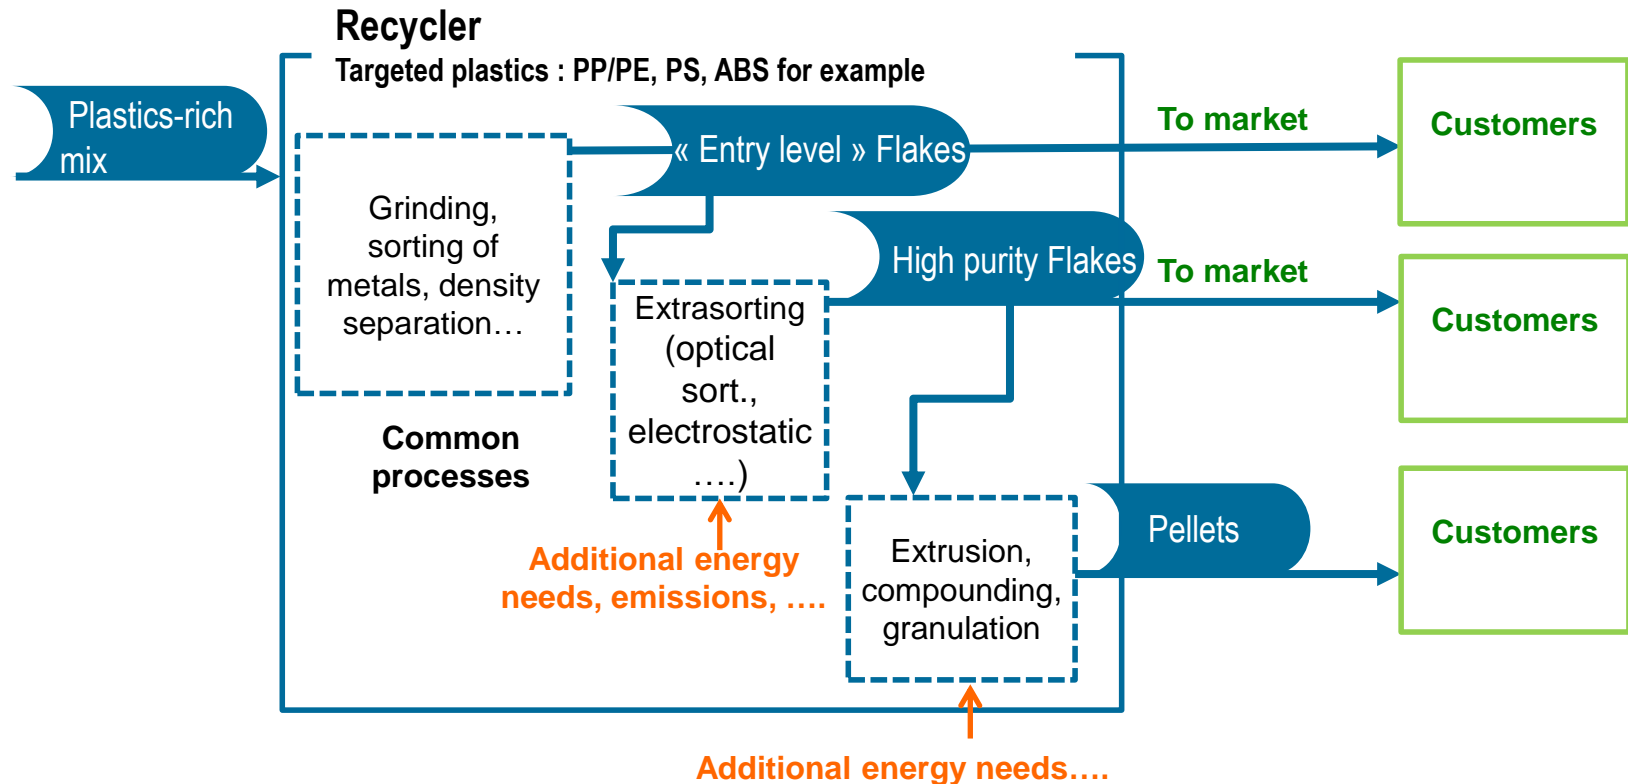 Recycler
Targeted plastics : PP/PE, PS, ABS for example
Plastics-rich
mix
« Entry level » Flakes
To market
Customers
Grinding,
sorting of
metals, density
separation…
High purity Flakes
To market
Customers
Extrasorting
(optical
sort.,
electrostatic
….)
Common
processes
Pellets
Customers
Additional energy
needs, emissions, ….
Extrusion,
compounding,
granulation
Additional energy needs….